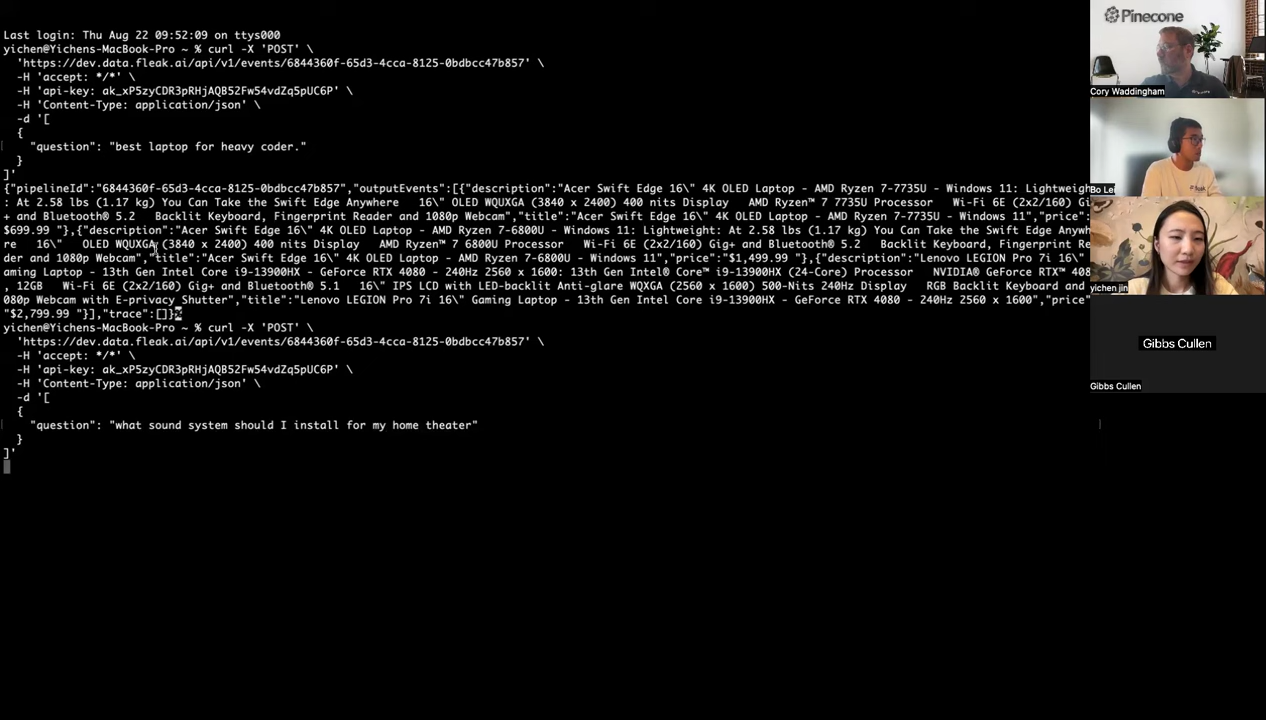 Last login: Thu Aug 22 09:52:09 on ttys000
yichen@Yichens-MacBook-Pro ~ % curl -X 'POST' \
'https://dev.data.fleak.ai/api/v1/events/6844360f-65d3-4cca-8125-0bdbcc47b857' \
-H 'accept: */*' \
-H 'api-key: ak_xP5zyCDR3pRHjAQB52Fw54vdZq5pUC6P' \
-H 'Content-Type: application/json' \
-d '[
{
"question": "best laptop for heavy coder."
}
]'
{"pipelineId":"6844360f-65d3-4cca-8125-0bdbcc47b857","outputEvents":[{"description":"Acer Swift Edge 16\" 4K OLED Laptop - AMD Ryzen 7-7735U - Windows 11: Lightweigh
: At 2.58 lbs (1.17 kg) You Can Take the Swift Edge Anywhere 16\" OLED WQUXGA (3840 x 2400) 400 nits Display AMD Ryzen™ 7 7735U Processor Wi-Fi 6E (2x2/160) Gi
+ and Bluetooth® 5.2 Backlit Keyboard, Fingerprint Reader and 1080p Webcam","title":"Acer Swift Edge 16\" 4K OLED Laptop - AMD Ryzen 7-7735U - Windows 11","price":
$699.99 "},{"description":"Acer Swift Edge 16\" 4K OLED Laptop - AMD Ryzen 7-6800U - Windows 11: Lightweight: At 2.58 lbs (1.17 kg) You Can Take the Swift Edge Anywh
re 16\" OLED WQUXGA (3840 x 2400) 400 nits Display AMD Ryzen™ 7 6800U Processor Wi-Fi 6E (2x2/160) Gig+ and Bluetooth® 5.2 Backlit Keyboard, Fingerprint Re
der and 1080p Webcam","title":"Acer Swift Edge 16\" 4K OLED Laptop - AMD Ryzen 7-6800U - Windows 11","price":"$1,499.99 "},{"description":"Lenovo LEGION Pro 7i 16\"
aming Laptop - 13th Gen Intel Core i9-13900HX - GeForce RTX 4080 - 240Hz 2560 x 1600: 13th Gen Intel® Core™ i9-13900HX (24-Core) Processor NVIDIA® GeForce RTX™ 408
, 12GB Wi-Fi 6E (2x2/160) Gig+ and Bluetooth® 5.1 16\" IPS LCD with LED-backlit Anti-glare WQXGA (2560 x 1600) 500-Nits 240Hz Display RGB Backlit Keyboard and
080p Webcam with E-privacy Shutter","title":"Lenovo LEGION Pro 7i 16\" Gaming Laptop - 13th Gen Intel Core i9-13900HX - GeForce RTX 4080 - 240Hz 2560 x 1600","price"
"$2,799.99 "}],"trace":[]}%
yichen@Yichens-MacBook-Pro ~ % curl -X 'POST' \
'https://dev.data.fleak.ai/api/v1/events/6844360f-65d3-4cca-8125-0bdbcc47b857' \
-H 'accept: */*' \
-H 'api-key: ak_xP5zyCDR3pRHjAQB52Fw54vdZq5pUC6P' \
-H 'Content-Type: application/json' \
-d '[
{
"question": "what sound system should I install for my home theater"
}
]'
Pinecone
Cory Waddingham
Bo Lei
yichen jin
Gibbs Cullen
Gibbs Cullen